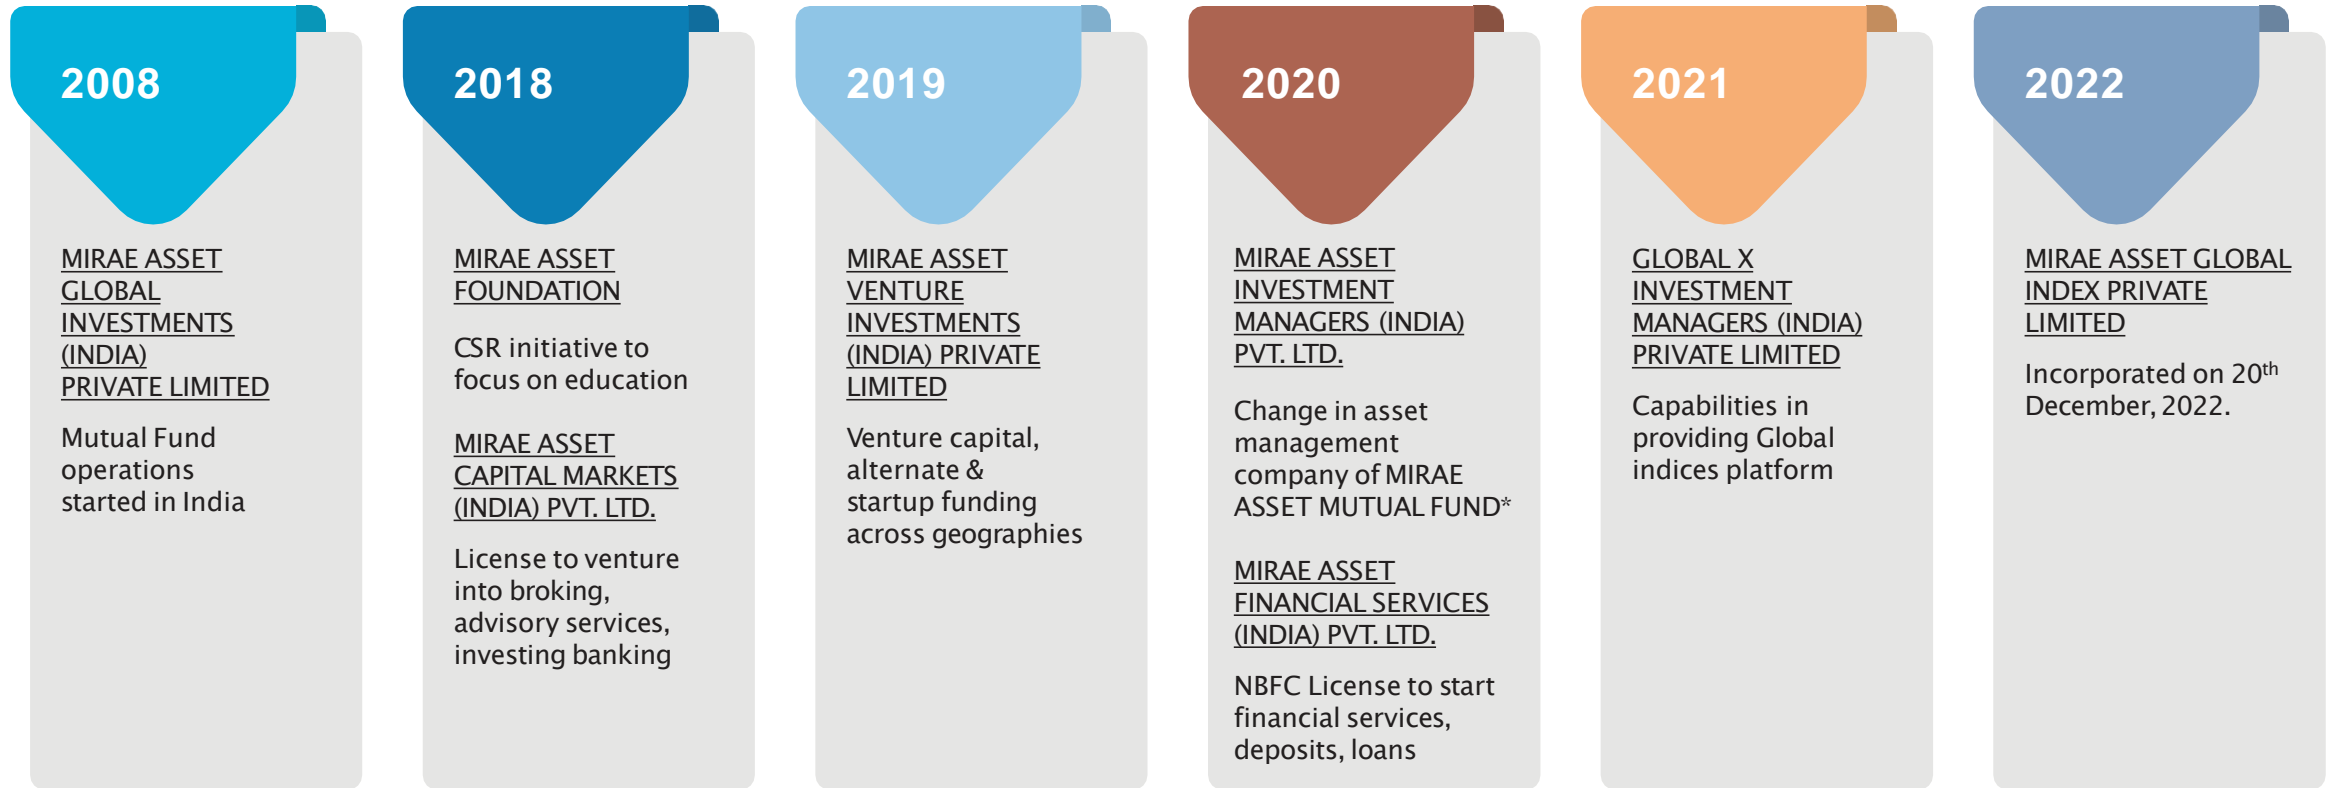 2008
MIRAE ASSET
GLOBAL
INVESTMENTS
(INDIA)
PRIVATE LIMITED
Mutual Fund
operations
started in India
2018
MIRAE ASSET
FOUNDATION
CSR initiative to
focus on education
MIRAE ASSET
CAPITAL MARKETS
(INDIA) PVT. LTD.
License to venture
into broking,
advisory services,
investing banking
2019
MIRAE ASSET
VENTURE
INVESTMENTS
(INDIA) PRIVATE
LIMITED
Venture capital,
alternate &
startup funding
across geographies
2020
MIRAE ASSET
INVESTMENT
MANAGERS (INDIA)
PVT. LTD.
Change in asset
management
company of MIRAE
ASSET MUTUAL FUND*
MIRAE ASSET
FINANCIAL SERVICES
(INDIA) PVT. LTD.
NBFC License to start
financial services,
deposits, loans
2021
GLOBAL X
INVESTMENT
MANAGERS (INDIA)
PRIVATE LIMITED
Capabilities in
providing Global
indices platform
2022
MIRAE ASSET GLOBAL
INDEX PRIVATE
LIMITED
Incorporated on 20th
December, 2022.